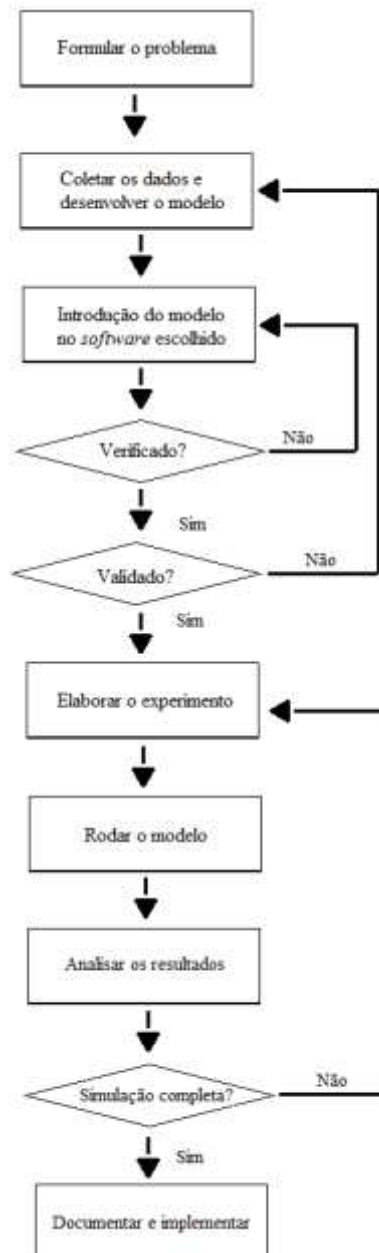 Formular o problema
Coletar os dados e
desenvolver o modelo
Introdução do modelo
no software escolhido
Verificado?
Não
Sim
Validado?
Não
Sim
Elaborar o experimento
Rodar o modelo
Analisar os resultados
Simulação completa?
Não
Sim
Documentar e implementar